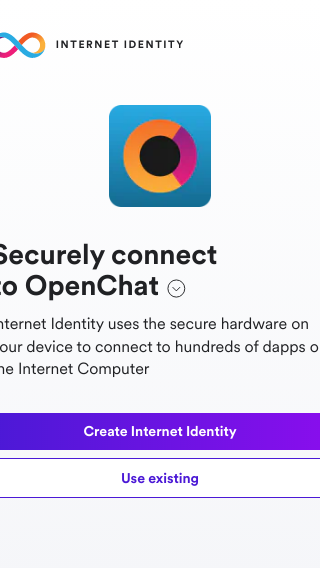 INTERNET IDENTITY
Securely connect
to OpenChat
nternet Identity uses the secure hardware on
our device to connect to hundreds of dapps o
he Internet Computer
Create Internet Identity
Use existing